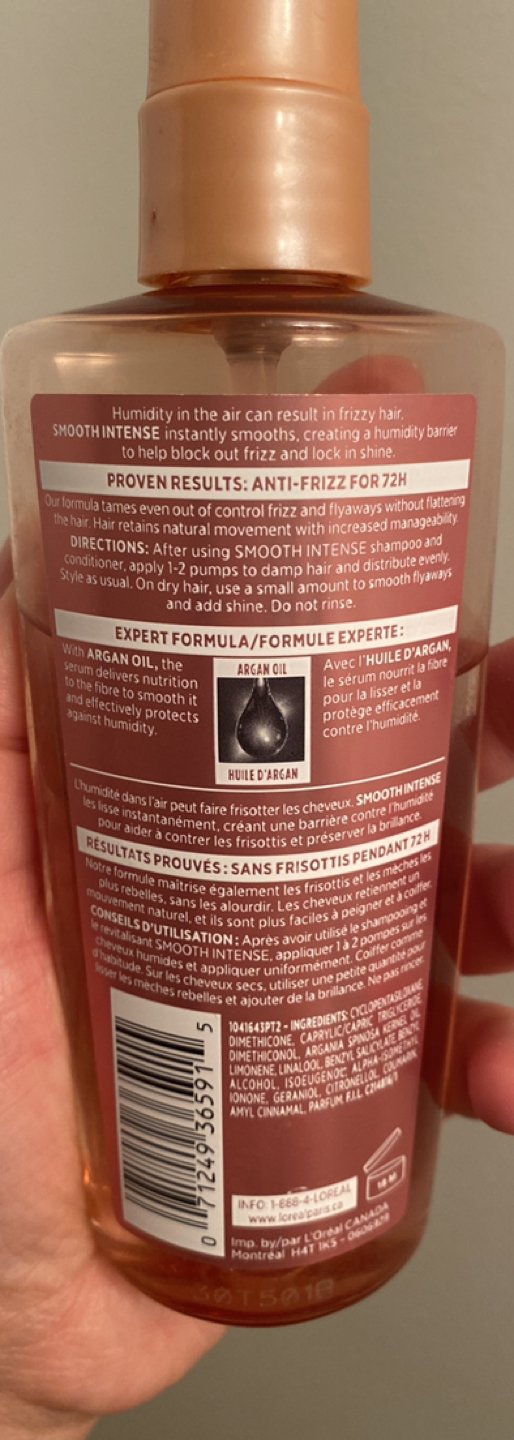 Humidity in the air can result in frizzy hair.
SMOOTH INTENSE instantly smooths, creating a humidity barrier
to help block out frizz and lock in shine.
PROVEN RESULTS: ANTI-FRIZZ FOR 72H
Our formula tames even out of control frizz and flyaways without flattening
the hair. Hair retains natural movement with increased manageability.
DIRECTIONS: After using SMOOTH INTENSE shampoo and
conditioner, apply 1-2 pumps to damp hair and distribute evenly.
Style as usual. On dry hair, use a small amount to smooth flyaways
and add shine. Do not rinse.
EXPERT FORMULA/FORMULE EXPERTE:
With ARGAN OIL, the
serum delivers nutrition
to the fibre to smooth it
and effectively protects
against humidity.
ARGAN OIL
HUILE D'ARGAN
Avec l'HUILE D'ARGAN,
le sérum nourrit la fibre
pour la lisser et la
protège efficacement
contre l'humidité.
L'humidité dans l'air peut faire frisotter les cheveux. SMOOTH INTENSE
les lisse instantanément, créant une barrière contre l'humidité
pour aider à contrer les frisottis et préserver la brillance.
RÉSULTATS PROUVÉS: SANS FRISOTTIS PENDANT 72 H
Notre formule maîtrise également les frisottis et les mèches les
plus rebelles, sans les alourdir. Les cheveux retiennent un
mouvement naturel, et ils sont plus faciles à peigner et à coiffer.
CONSEILS D'UTILISATION: Après avoir utilisé le shampooing et
le revitalisant SMOOTH INTENSE, appliquer 1 à 2 pompes sur les
cheveux humides et appliquer uniformément. Coiffer comme
d'habitude. Sur les cheveux secs, utiliser une petite quantité pour
lisser les mèches rebelles et ajouter de la brillance. Ne pas rincer.
0 71249 36591 5
1041643PT2 - INGREDIENTS: CYCLOPENTASILOXANE,
DIMETHICONE, CAPRYLIC/CAPRIC TRIGLYCERIDE,
DIMETHICONOL, ARGANIA SPINOSA KERNEL OIL,
LIMONENE, LINALOOL, BENZYL SALICYLATE, BENZYL
ALCOHOL, ISOEUGENOL, ALPHA-ISOMETHYL
IONONE, GERANIOL, CITRONELLOL, COUMARIN,
AMYL CINNAMAL, PARFUM, F.I.L.
18 M
INFO: 1-888-4-LOREAL
www.lorealparis.ca
Imp. by/par L'Oréal CANADA
Montréal H4T 1K5 -
30T501B